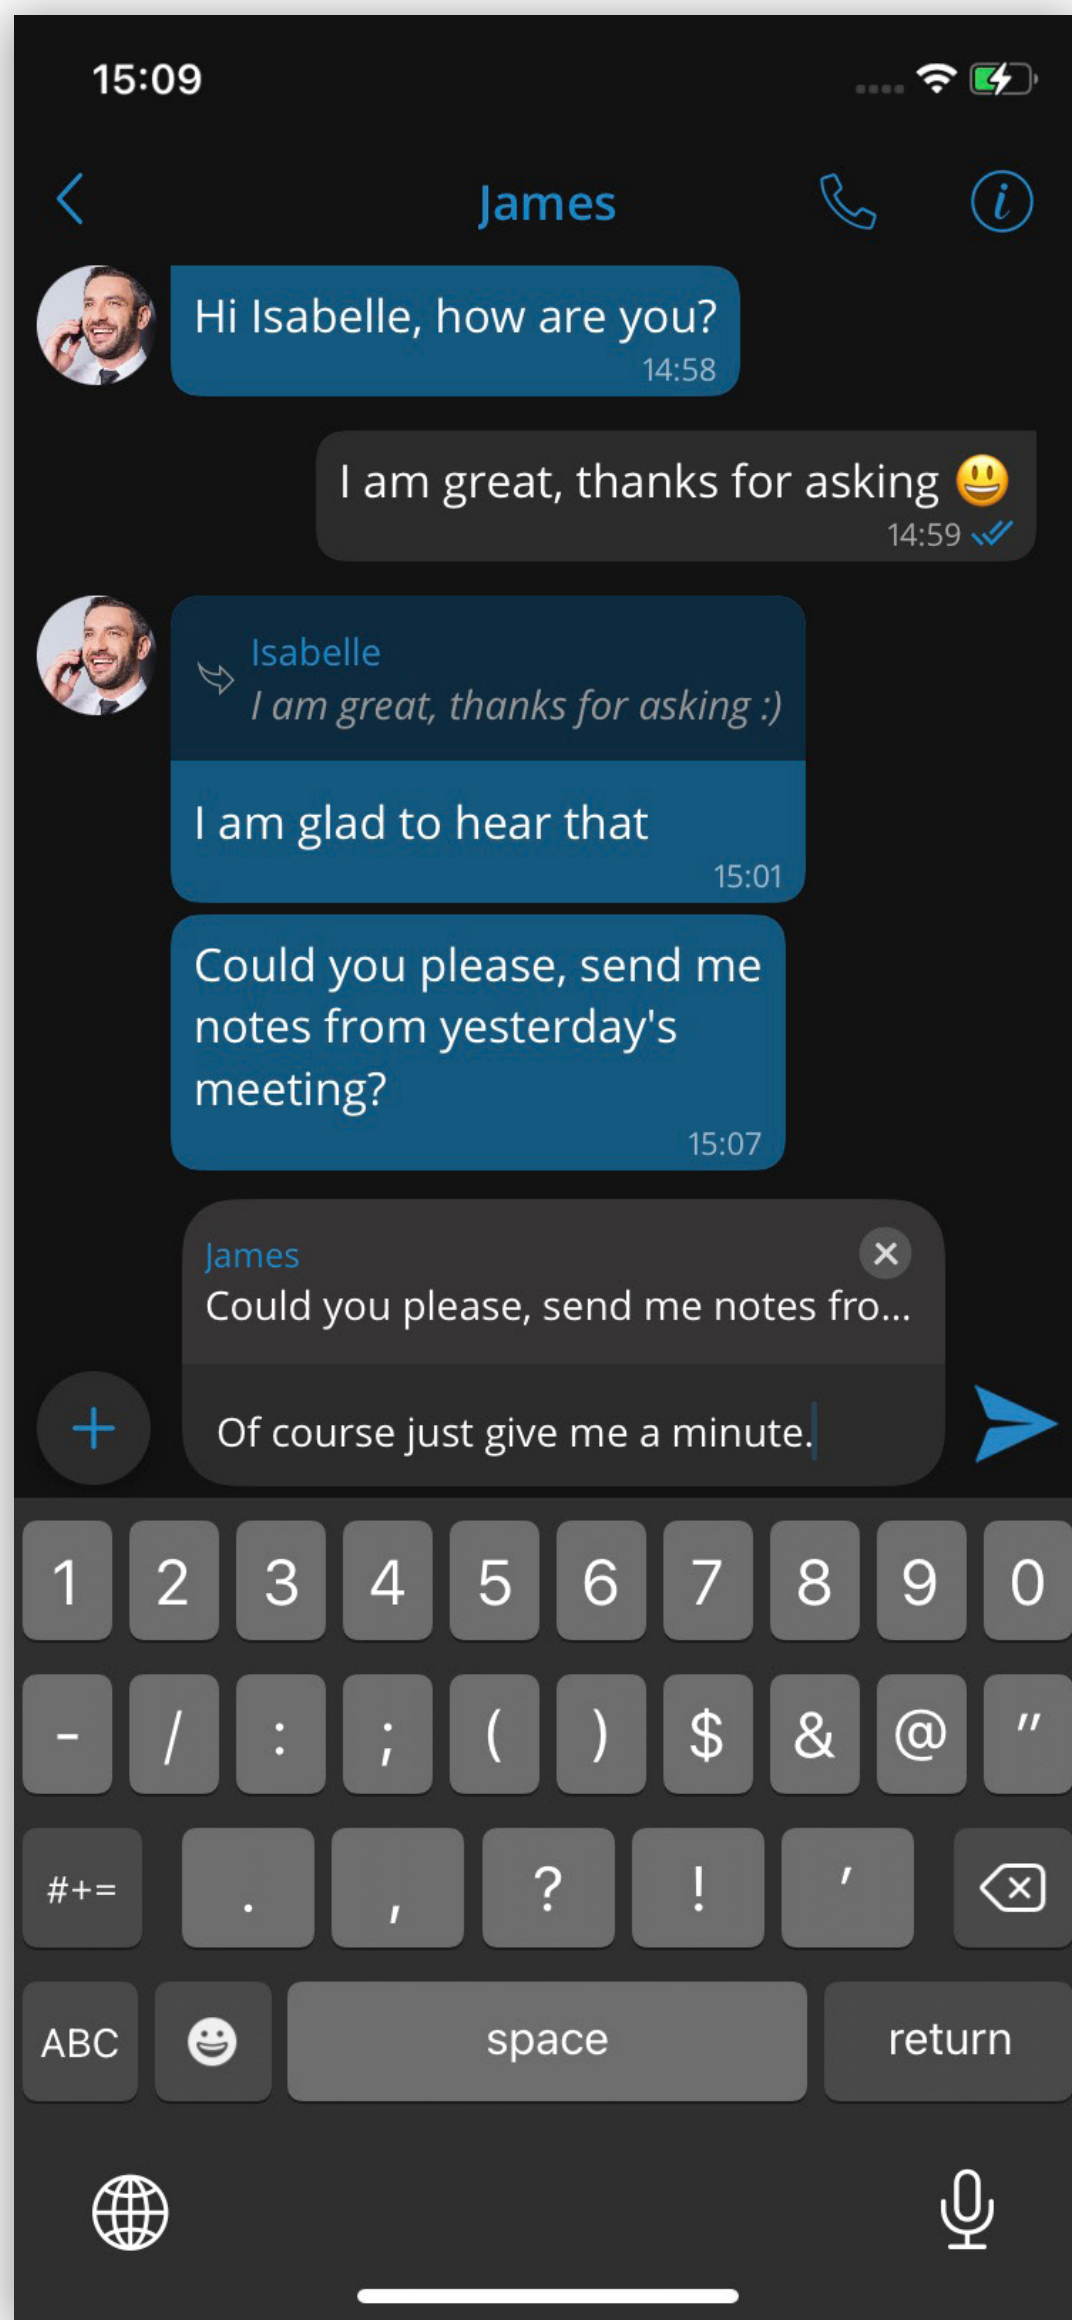 15:09
James
Hi Isabelle, how are you?
14:58
I am great, thanks for asking 😃
14:59
Isabelle
I am great, thanks for asking :)
I am glad to hear that
15:01
Could you please, send me
notes from yesterday's
meeting?
15:07
James
Could you please, send me notes fro...
Of course just give me a minute.
1 2 3 4 5 6 7 8 9 0
- / : ; ( ) $ & @ "
#+= . , ? ! '
ABC space return